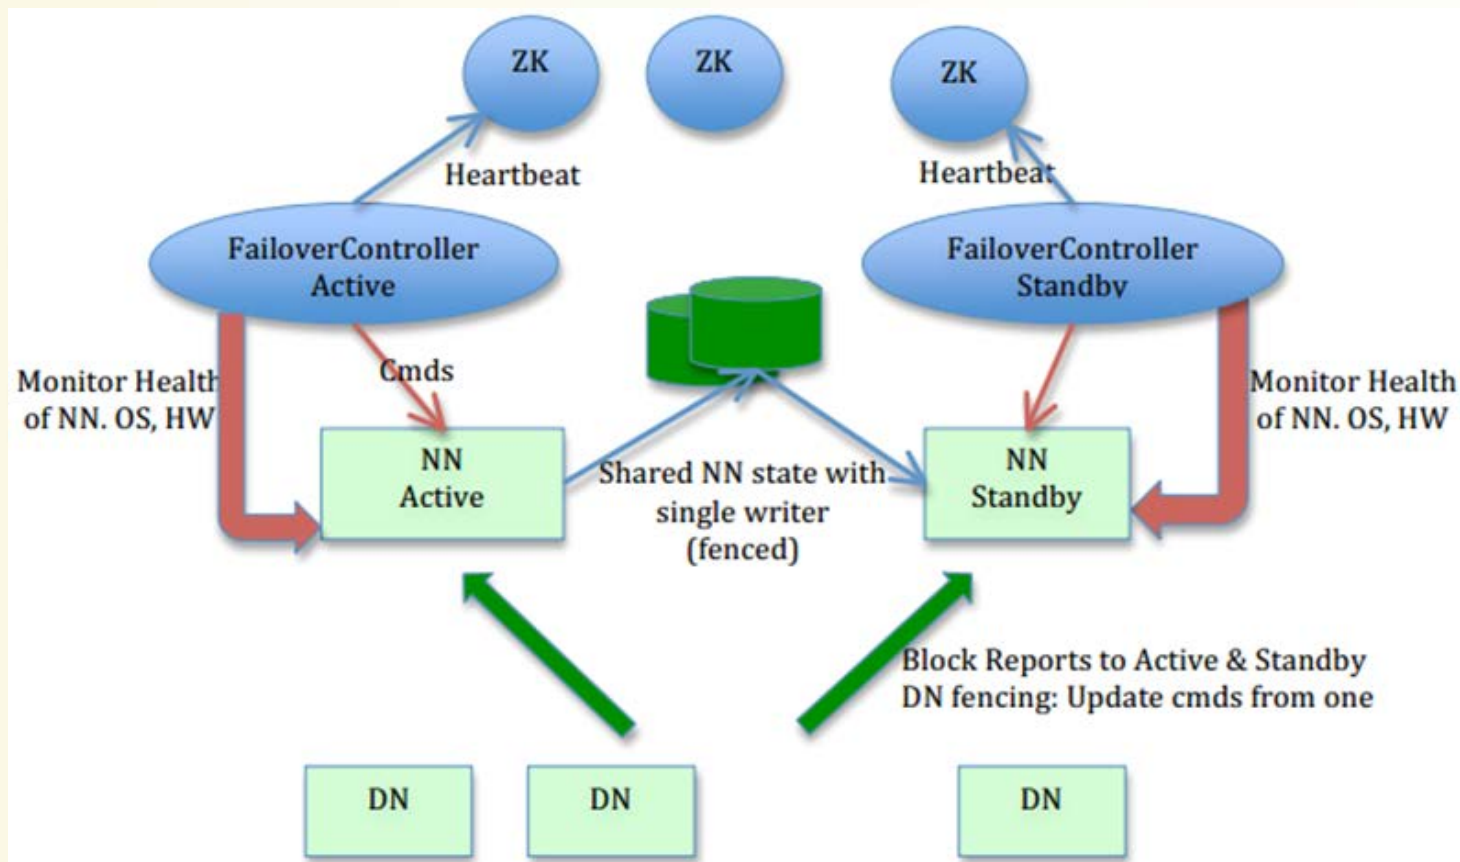 ZK
ZK
ZK
Heartbeat
Heartbeat
FailoverController
Active
FailoverController
Standby
Cmds
Monitor Health
of NN. OS, HW
Monitor Health
of NN. OS, HW
NN
Active
Shared NN state with
single writer
(fenced)
NN
Standby
Block Reports to Active & Standby
DN fencing: Update cmds from one
DN
DN
DN